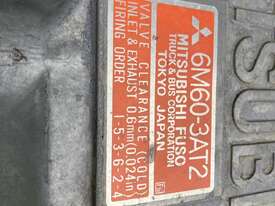 6M60-3AT2
MITSUBISHI FUSO
TRUCK & BUS CORPORATION
TOKYO JAPAN
VALVE CLEARANCE (COLD)
INLET & EXHAUST 0.6mm(0.024in)
FIRING ORDER 1-5-3-6-2-4